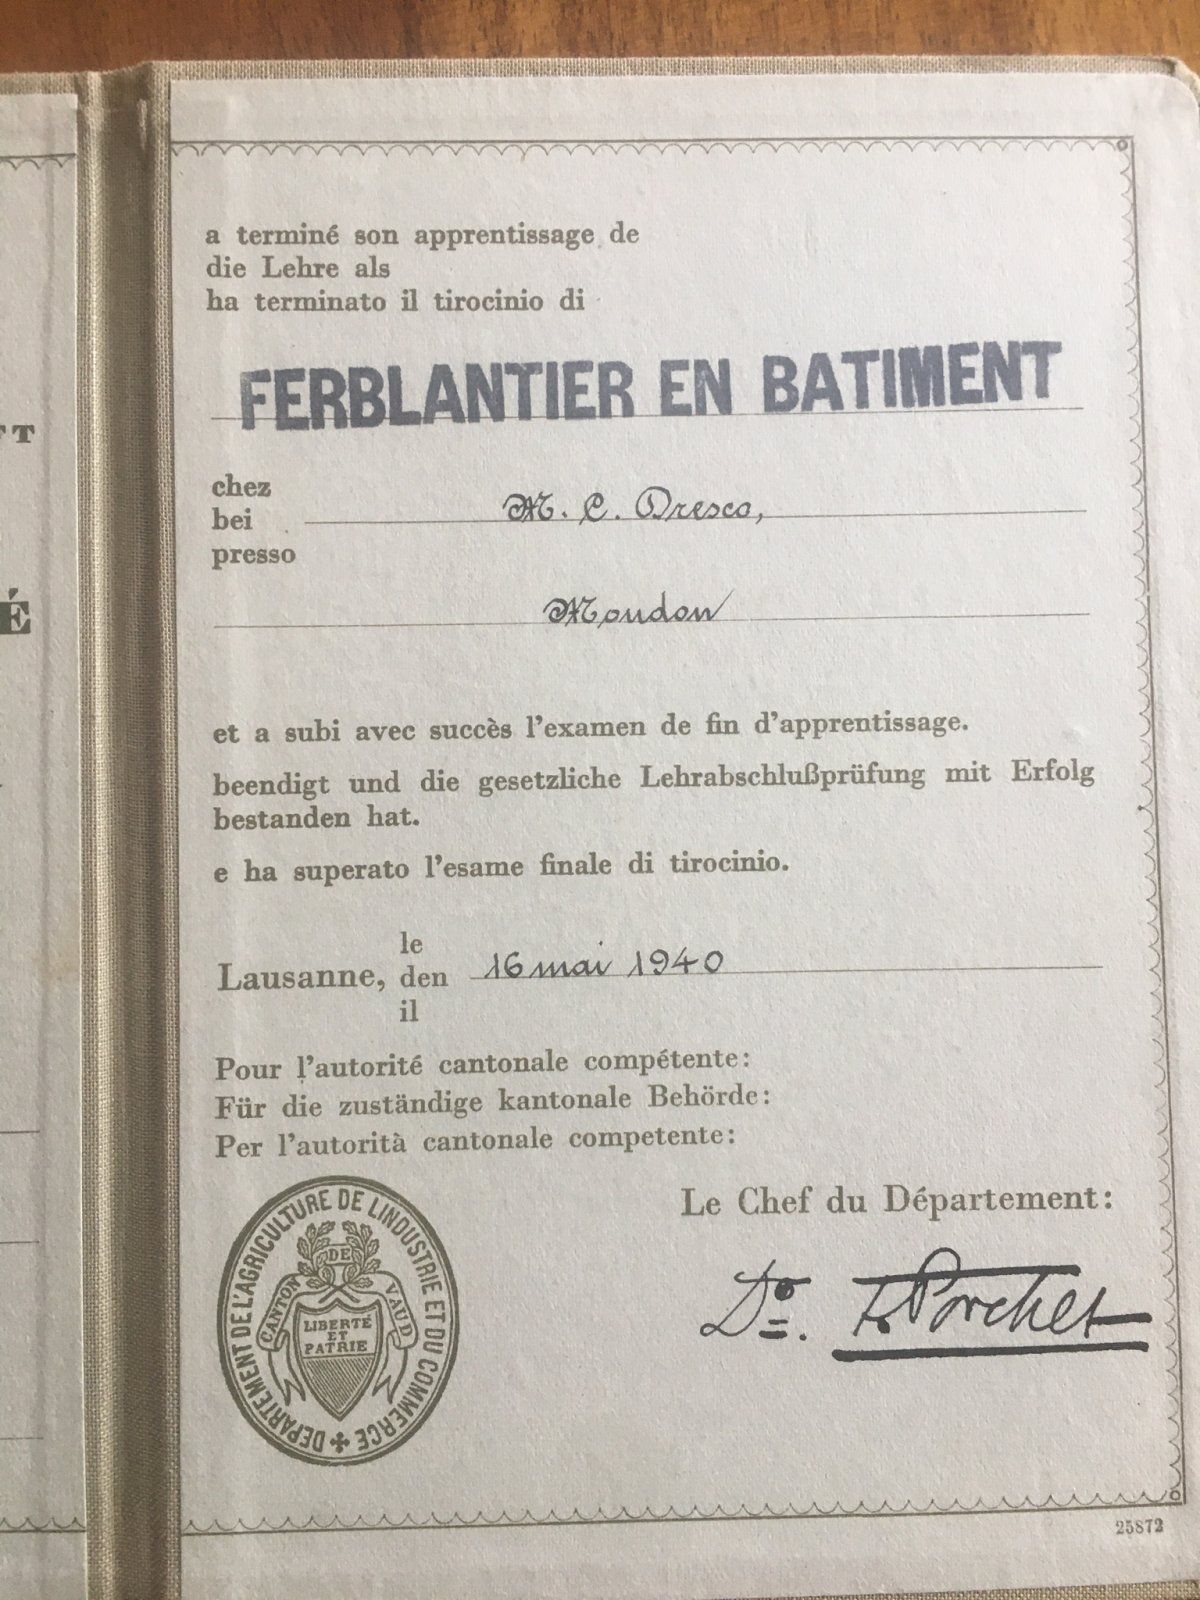 FT
É
a terminé son apprentissage de
die Lehre als
ha terminato il tirocinio di
FERBLANTIER EN BATIMENT
chez
bei
presso
M. C. Dresco,
Moudon
et a subi avec succès l'examen de fin d'apprentissage.
beendigt und die gesetzliche Lehrabschlußprüfung mit Erfolg
bestanden hat.
e ha superato l'esame finale di tirocinio.
Lausanne,
le
den
il
16 mai 1940
Pour l'autorité cantonale compétente:
Für die zuständige kantonale Behörde:
Per l'autorità cantonale competente:
Le Chef du Département:
Dr. F. Porchet
DÉPARTEMENT DE L'AGRICULTURE DE L'INDUSTRIE ET DU COMMERCE
CANTON DE VAUD
LIBERTÉ
ET
PATRIE
25872